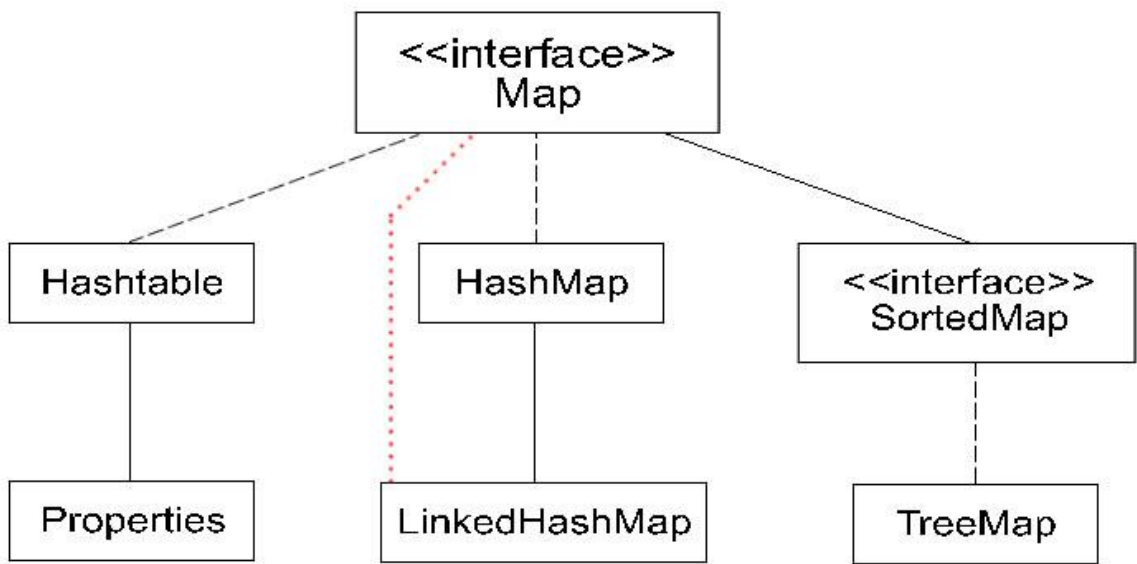 <<interface>>
Map
Hashtable
HashMap
<<interface>>
SortedMap
Properties
LinkedHashMap
TreeMap